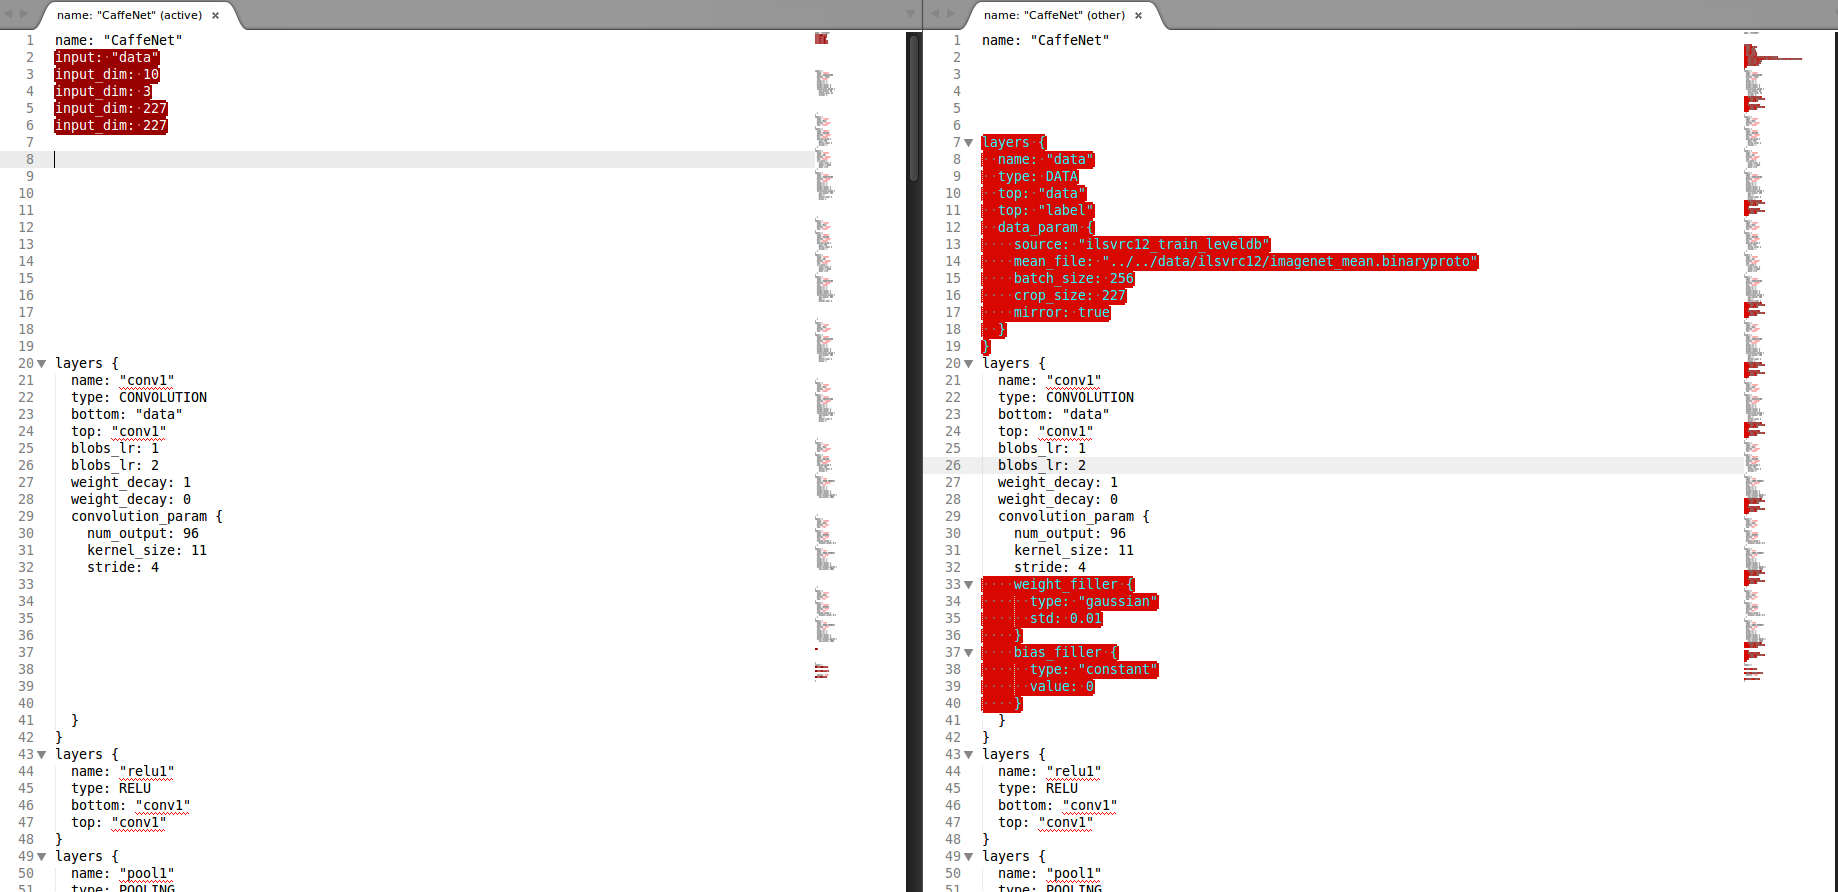 name: "CaffeNet" (active) ×
1 name: "CaffeNet"
2 input: "data"
3 input_dim: 10
4 input_dim: 3
5 input_dim: 227
6 input_dim: 227
7
8
9
10
11
12
13
14
15
16
17
18
19
20 layers {
21 name: "conv1"
22 type: CONVOLUTION
23 bottom: "data"
24 top: "conv1"
25 blobs_lr: 1
26 blobs_lr: 2
27 weight_decay: 1
28 weight_decay: 0
29 convolution_param {
30 num_output: 96
31 kernel_size: 11
32 stride: 4
33
34
35
36
37
38
39
40
41 }
42 }
43 layers {
44 name: "relu1"
45 type: RELU
46 bottom: "conv1"
47 top: "conv1"
48 }
49 layers {
50 name: "pool1"
51 type: POOLING
name: "CaffeNet" (other) ×
1 name: "CaffeNet"
2
3
4
5
6
7 layers {
8 name: "data"
9 type: DATA
10 top: "data"
11 top: "label"
12 data_param {
13 source: "ilsvrc12_train_leveldb"
14 mean_file: "../../data/ilsvrc12/imagenet_mean.binaryproto"
15 batch_size: 256
16 crop_size: 227
17 mirror: true
18 }
19 }
20 layers {
21 name: "conv1"
22 type: CONVOLUTION
23 bottom: "data"
24 top: "conv1"
25 blobs_lr: 1
26 blobs_lr: 2
27 weight_decay: 1
28 weight_decay: 0
29 convolution_param {
30 num_output: 96
31 kernel_size: 11
32 stride: 4
33 weight_filler {
34 type: "gaussian"
35 std: 0.01
36 }
37 bias_filler {
38 type: "constant"
39 value: 0
40 }
41 }
42 }
43 layers {
44 name: "relu1"
45 type: RELU
46 bottom: "conv1"
47 top: "conv1"
48 }
49 layers {
50 name: "pool1"
51 type: POOLING